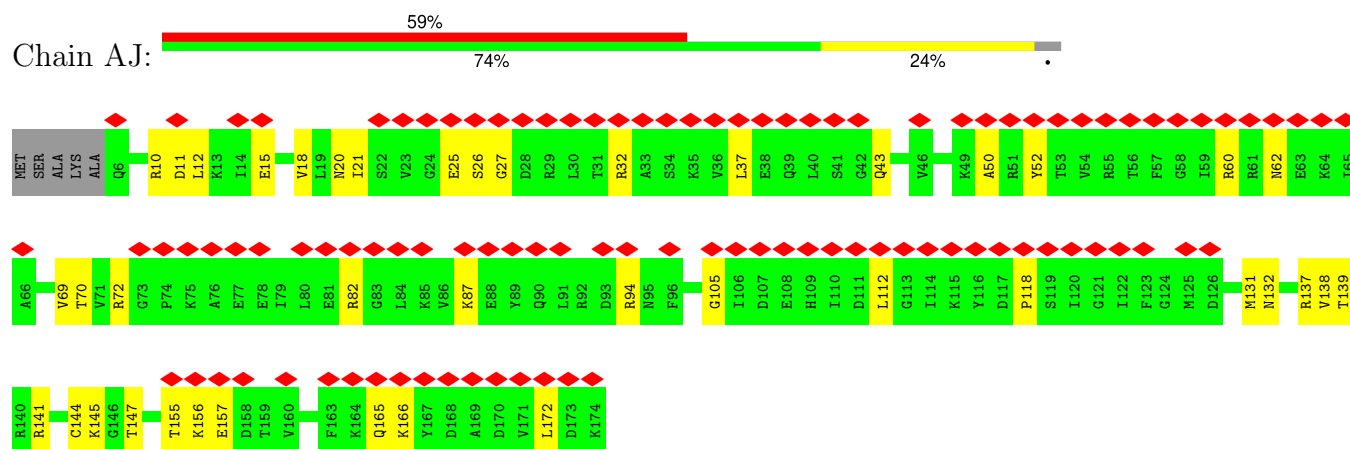 59%
Chain AJ:
74% 24% •
MET SER ALA LYS ALA Q6 R10 D11 L12 K13 I14 E15 V18 L19 N20 I21 S22 V23 G24 E25 S26 G27 D28 R29 L30 T31 R32 A33 S34 K35 V36 L37 E38 Q39 L40 S41 G42 Q43 V46 K49 A50 R51 Y52 T53 V54 R55 T56 F57 G58 I59 R60 R61 N62 E63 K64 I65
A66 V69 T70 V71 R72 G73 P74 K75 A76 E77 E78 I79 L80 E81 R82 G83 L84 K85 V86 K87 E88 Y89 Q90 L91 R92 D93 R94 N95 F96 G105 I106 D107 E108 H109 I110 D111 L112 G113 I114 K115 Y116 D117 P118 S119 I120 G121 I122 F123 G124 M125 D126 M131 N132 R137 V138 T139
R140 R141 C144 K145 G146 T147 T155 K156 E157 D158 T159 V160 F163 K164 Q165 K166 Y167 D168 A169 D170 V171 L172 D173 K174